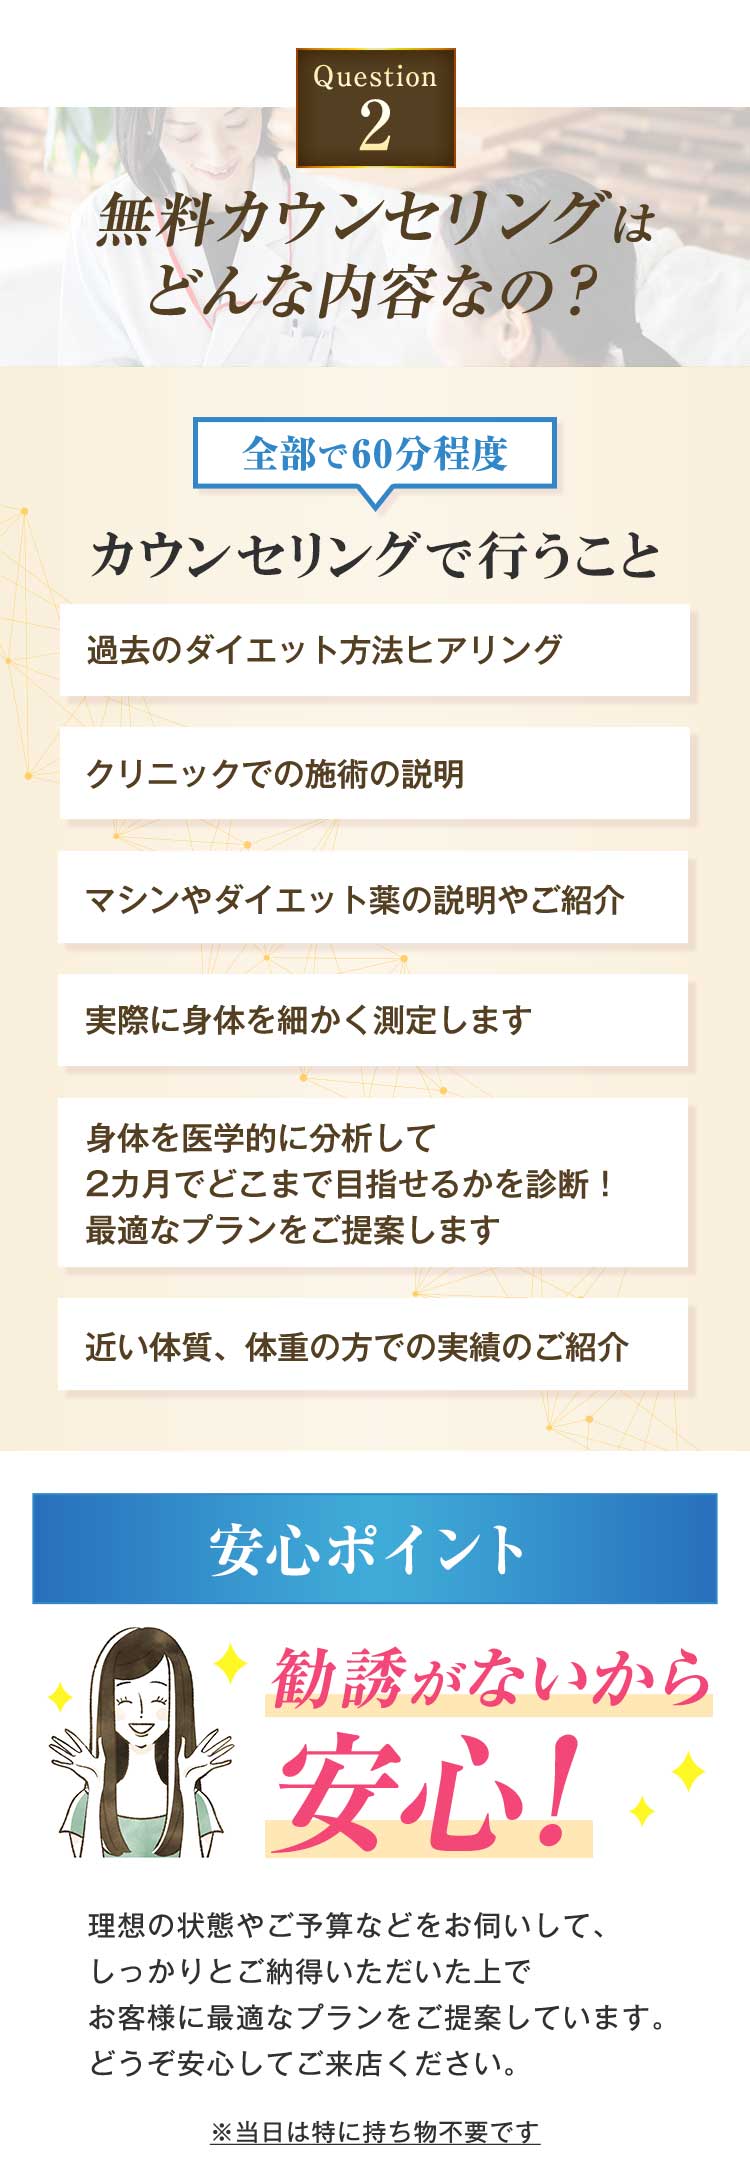 Question
2
無料カウンセリングは
どんな内容なの？
全部で60分程度
カウンセリングで行うこと
過去のダイエット方法ヒアリング
クリニックでの施術の説明
マシンやダイエット薬の説明やご紹介
実際に身体を細かく測定します
身体を医学的に分析して
2カ月でどこまで目指せるかを診断！
最適なプランをご提案します
近い体質、体重の方での実績のご紹介
安心ポイント
勧誘がないから
安心！
理想の状態やご予算などをお伺いして、
しっかりとご納得いただいた上で
お客様に最適なプランをご提案しています。
どうぞ安心してご来店ください。
※当日は特に持ち物不要です